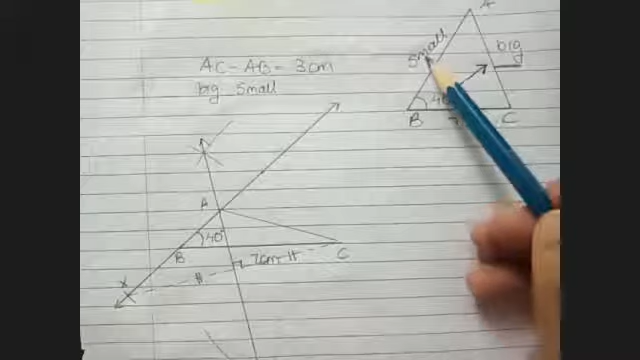 AC - AB = 3cm
big small
A
small
big
40
B
C
A
40°
B
7cm
C
x